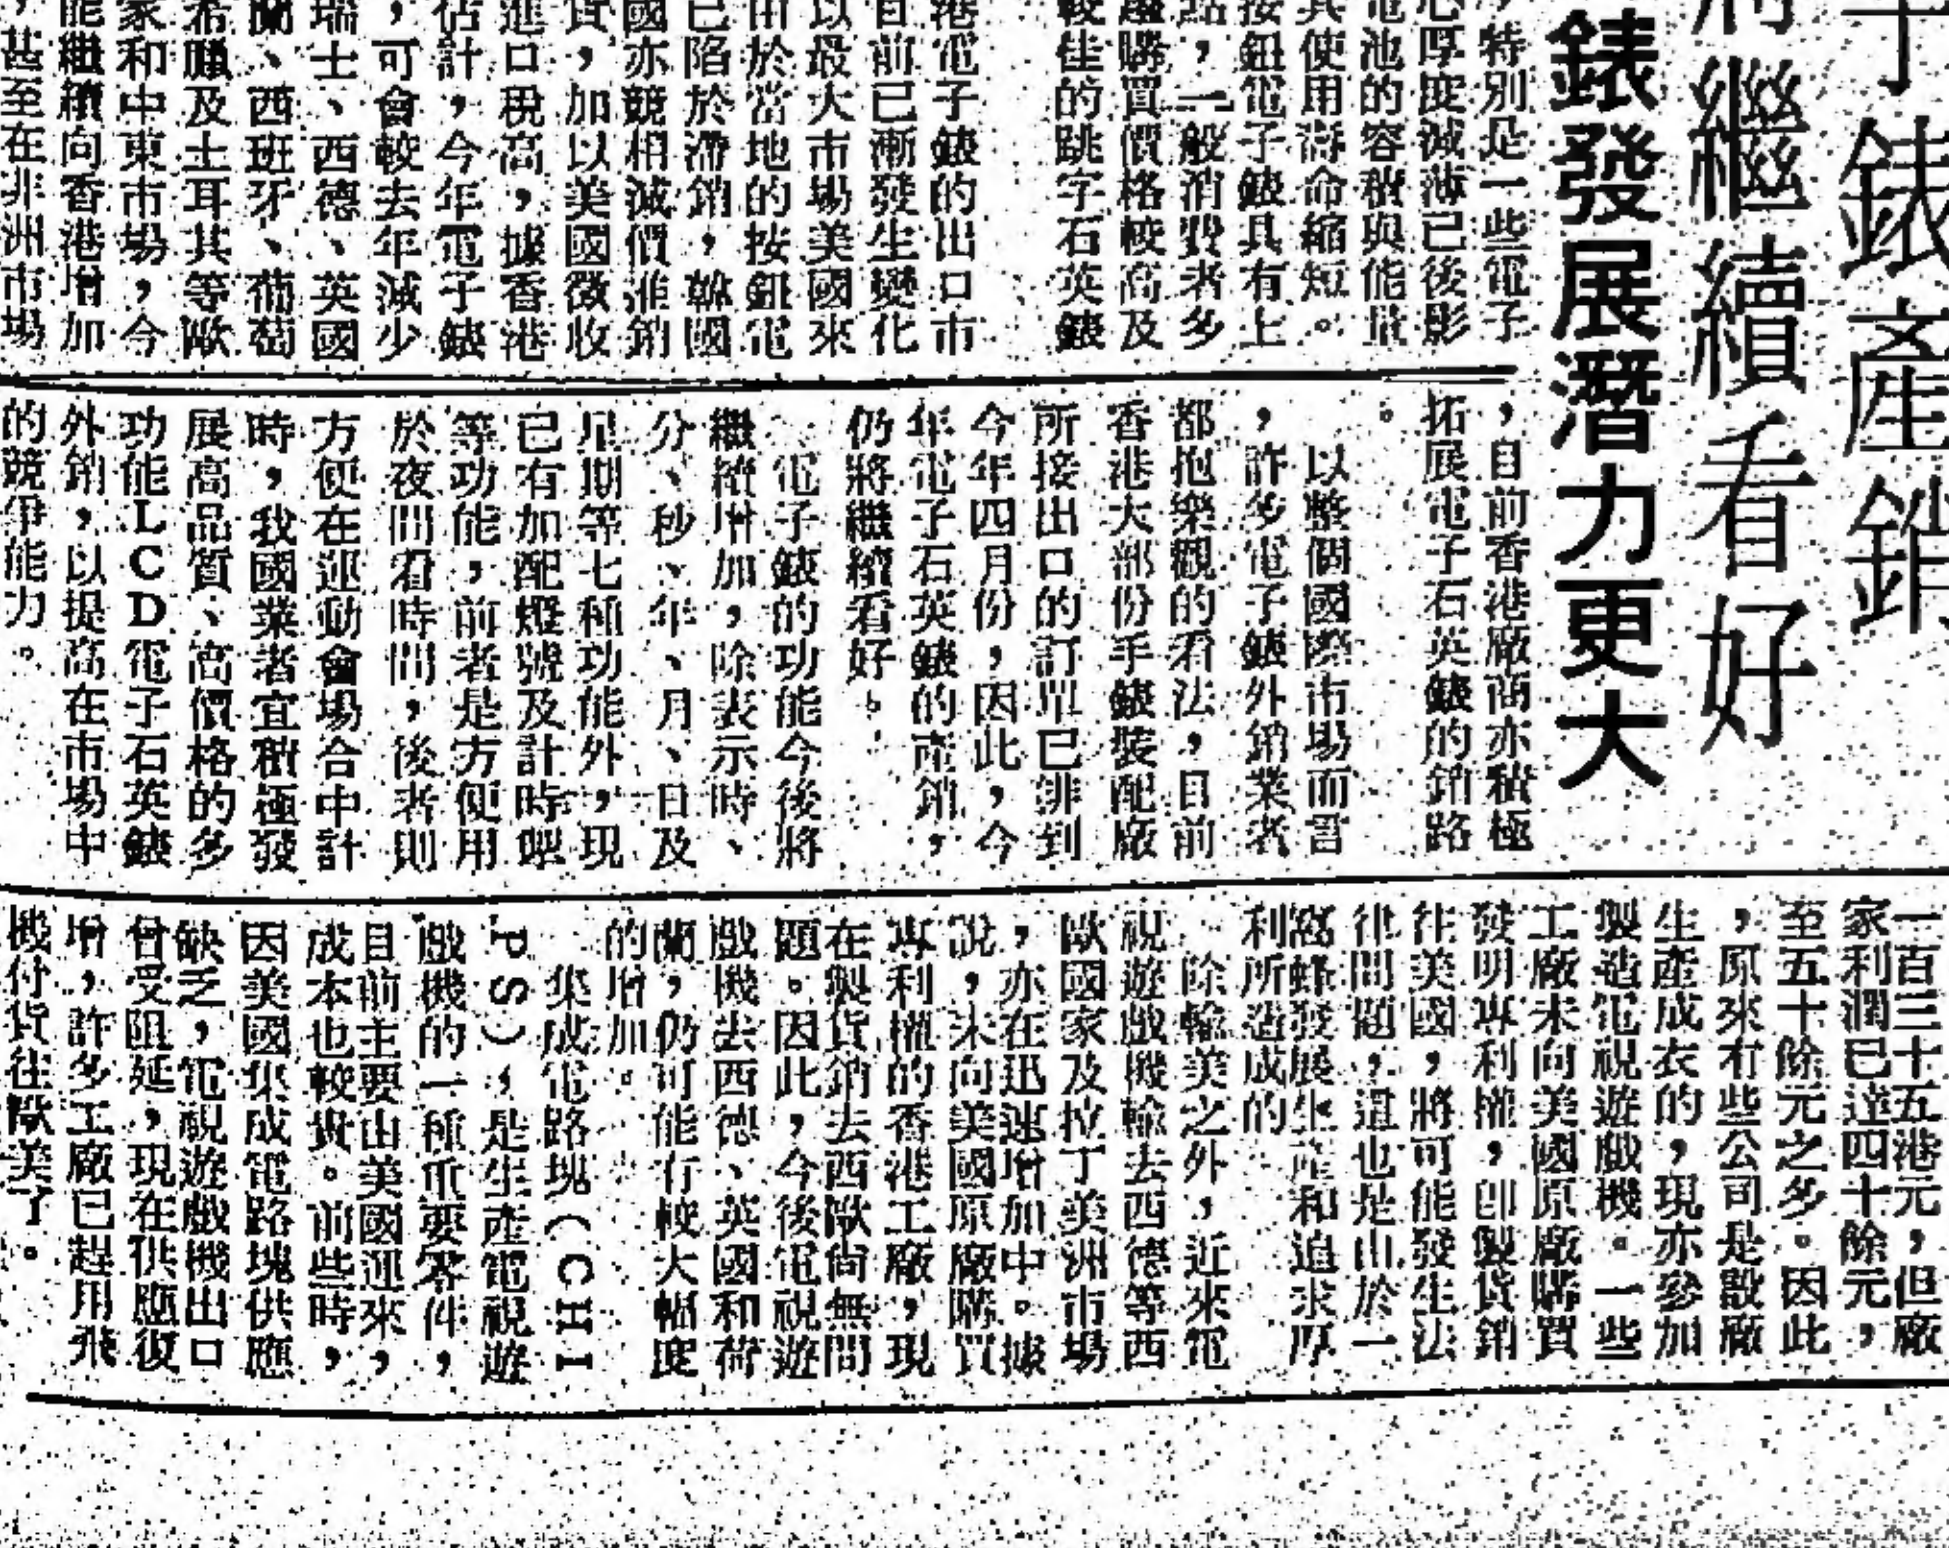 子錶產銷
將繼續看好
錶發展潛力更大
，特別是一些電子
心厚度減薄已後影
電池的容積與能量
其使用壽命縮短。
按鈕電子錶具有上
點，一般消費者多
購買價格較高及
較佳的跳字石英錶
港電子錶的出口市
目前已漸發生變化
以最大市場美國來
由於當地的按鈕電
已陷於滯銷，韓國
國亦競相減價推銷
貨，加以美國徵收
進口稅高，據香港
估計，今年電子錶
，可會較去年減少
瑞士、西德、英國
蘭、西班牙、葡萄
希臘及土耳其等歐
家和中東市場，今
能繼續向香港增加
，甚至在非洲市場
，目前香港廠商亦積極
拓展電子石英錶的銷路
。
以整個國際市場而言
，許多電子錶外銷業者
都抱樂觀的看法，目前
香港大部份手錶裝配廠
所接出口的訂單已排到
今年四月份，因此，今
年電子石英錶的產銷，
仍將繼續看好。
電子錶的功能今後將
繼續增加，除表示時、
分、秒、年、月、日及
星期等七種功能外，現
已有加配燈號及計時
等功能，前者是方便用
於夜間看時間，後者則
方便在運動會場合中計
時，我國業者宜積極發
展高品質、高價格的多
功能LCD電子石英錶
外銷，以提高在市場中
的競爭能力。
一百三十五港元，但廠
家利潤已達四十餘元，
至五十餘元之多。因此
，原來有些公司是設廠
生產成衣的，現亦參加
製造電視遊戲機。一些
工廠未向美國原廠購買
發明專利權，卽製貨銷
往美國，將可能發生法
律問題，這也是由於一
窩蜂發展生產和追求厚
利所造成的。
除輸美之外，近來電
視遊戲機輸去西德等西
歐國家及拉丁美洲市場
，亦在迅速增加中。據
說，未向美國原廠購買
專利權的香港工廠，現
在製貨銷去西歐尚無問
題。因此，今後電視遊
戲機去西德、英國和荷
蘭，仍可能有較大幅度
的增加。
集成電路塊（CHI
PS），是生產電視遊
戲機的一種重要零件，
目前主要由美國運來，
成本也較貴。前些時，
因美國集成電路塊供應
缺乏，電視遊戲機出口
曾受阻延，現在供應復
增，許多工廠已趕用飛
機付貨往歐美了。